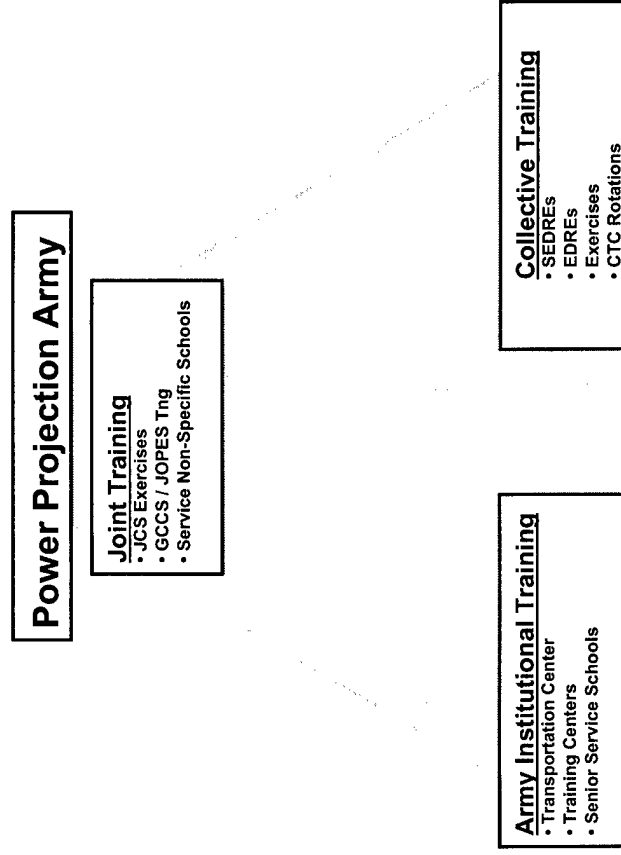 Power Projection Army
Joint Training
• JCS Exercises
• GCCS / JOPES Tng
• Service Non-Specific Schools
Army Institutional Training
• Transportation Center
• Training Centers
• Senior Service Schools
Collective Training
• SEDREs
• EDREs
• Exercises
• CTC Rotations